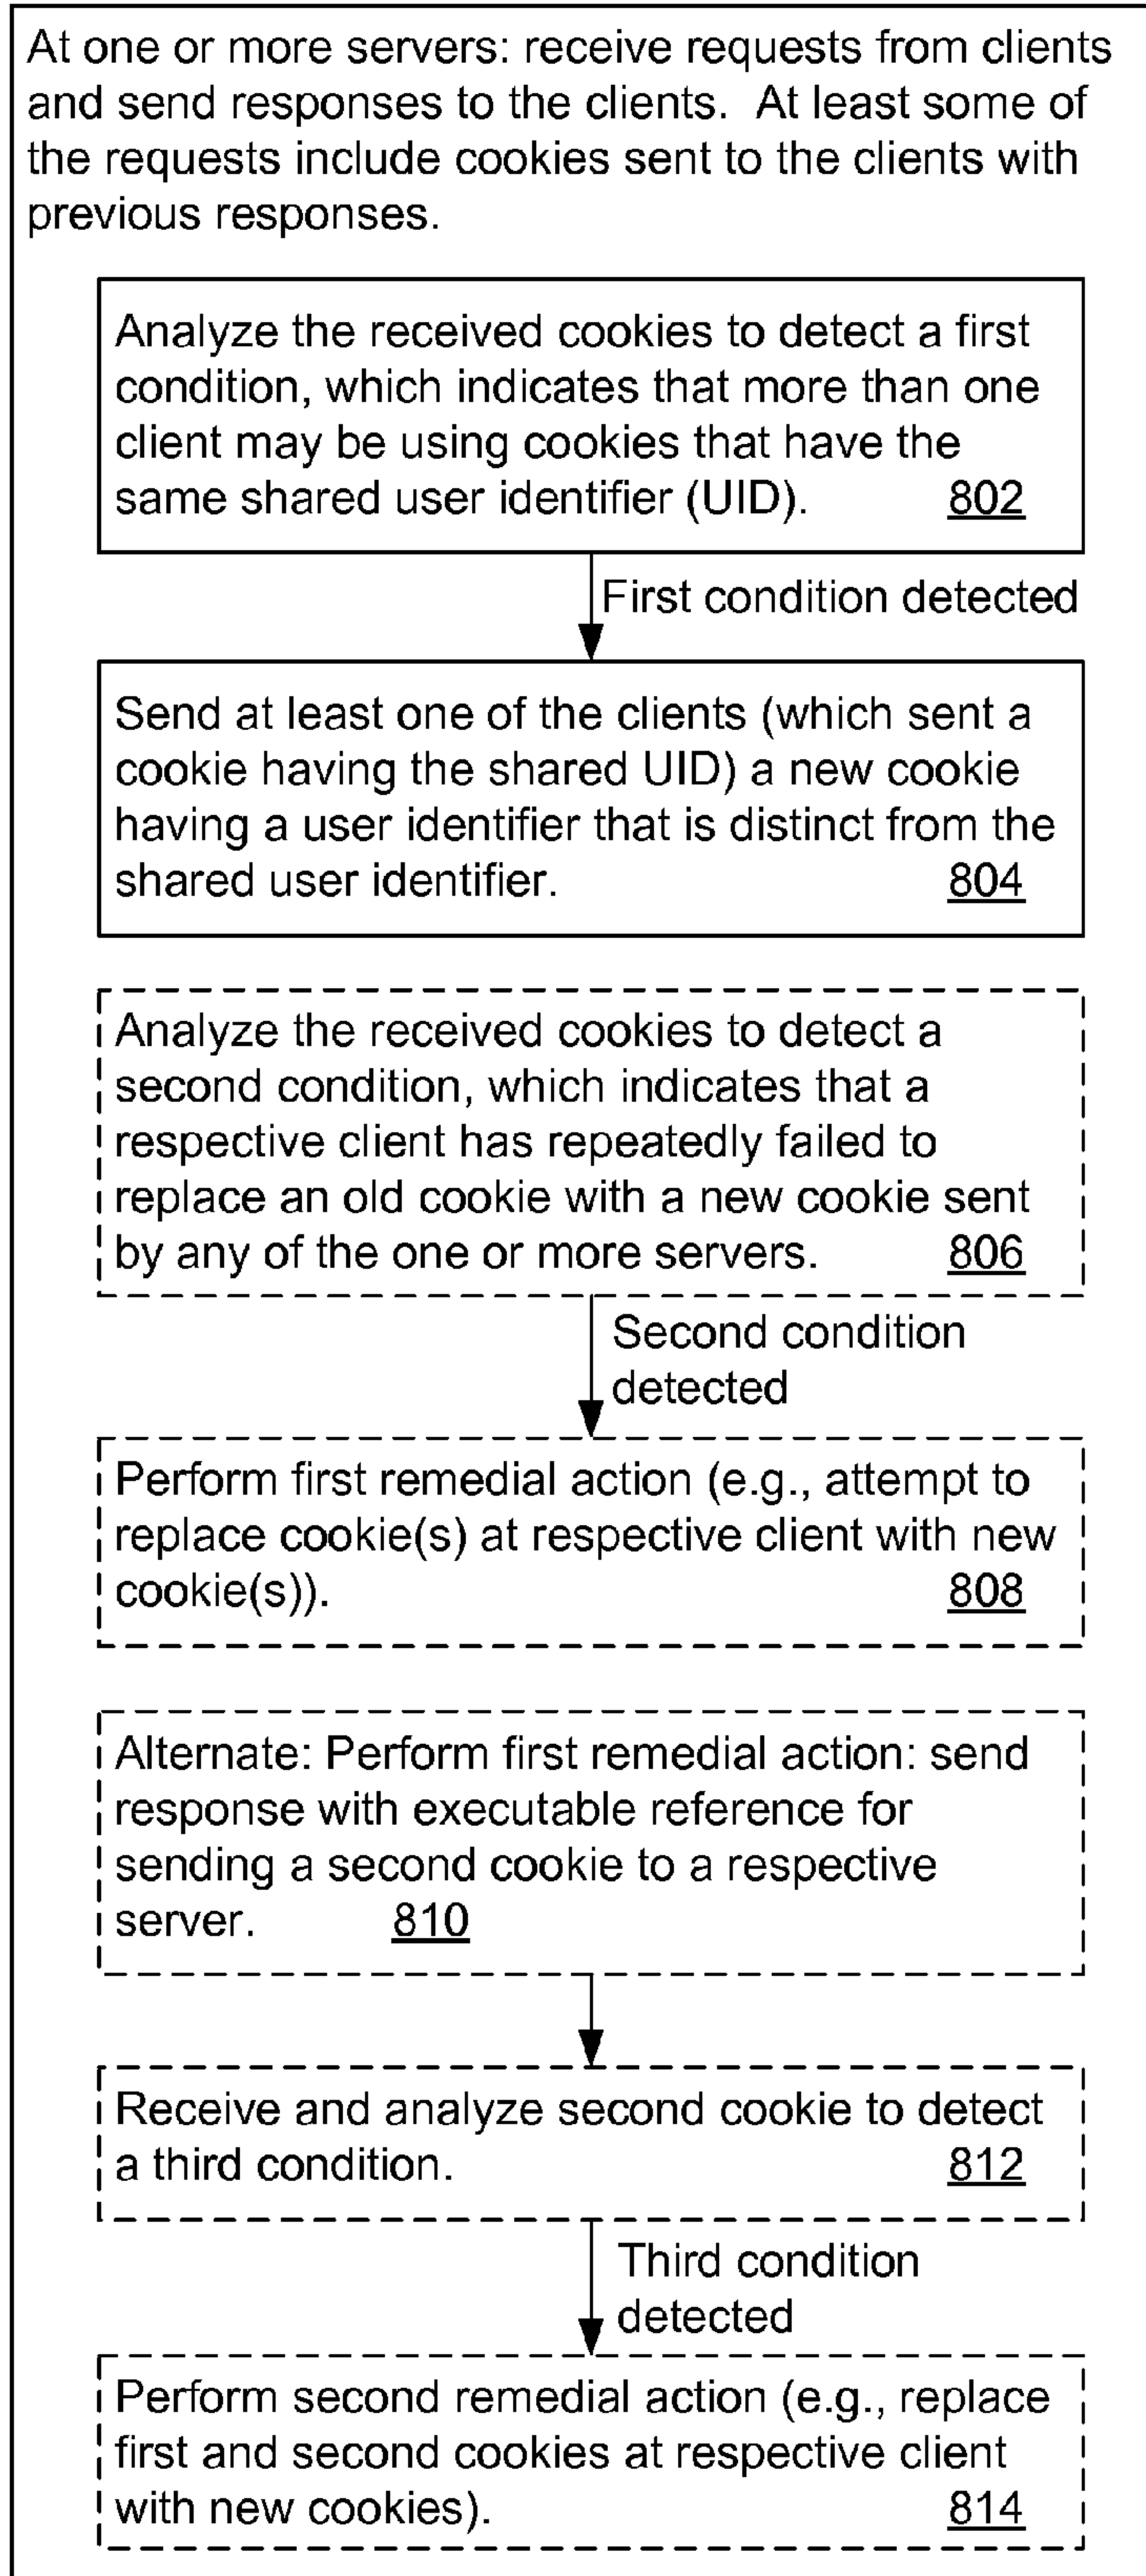 At one or more servers: receive requests from clients
and send responses to the clients.  At least some of
the requests include cookies sent to the clients with
previous responses.
Analyze the received cookies to detect a first
condition, which indicates that more than one
client may be using cookies that have the
same shared user identifier (UID). 802
First condition detected
Send at least one of the clients (which sent a
cookie having the shared UID) a new cookie
having a user identifier that is distinct from the
shared user identifier. 804
Analyze the received cookies to detect a
second condition, which indicates that a
respective client has repeatedly failed to
replace an old cookie with a new cookie sent
by any of the one or more servers. 806
Second condition
detected
Perform first remedial action (e.g., attempt to
replace cookie(s) at respective client with new
cookie(s)). 808
Alternate: Perform first remedial action: send
response with executable reference for
sending a second cookie to a respective
server. 810
Receive and analyze second cookie to detect
a third condition. 812
Third condition
detected
Perform second remedial action (e.g., replace
first and second cookies at respective client
with new cookies). 814